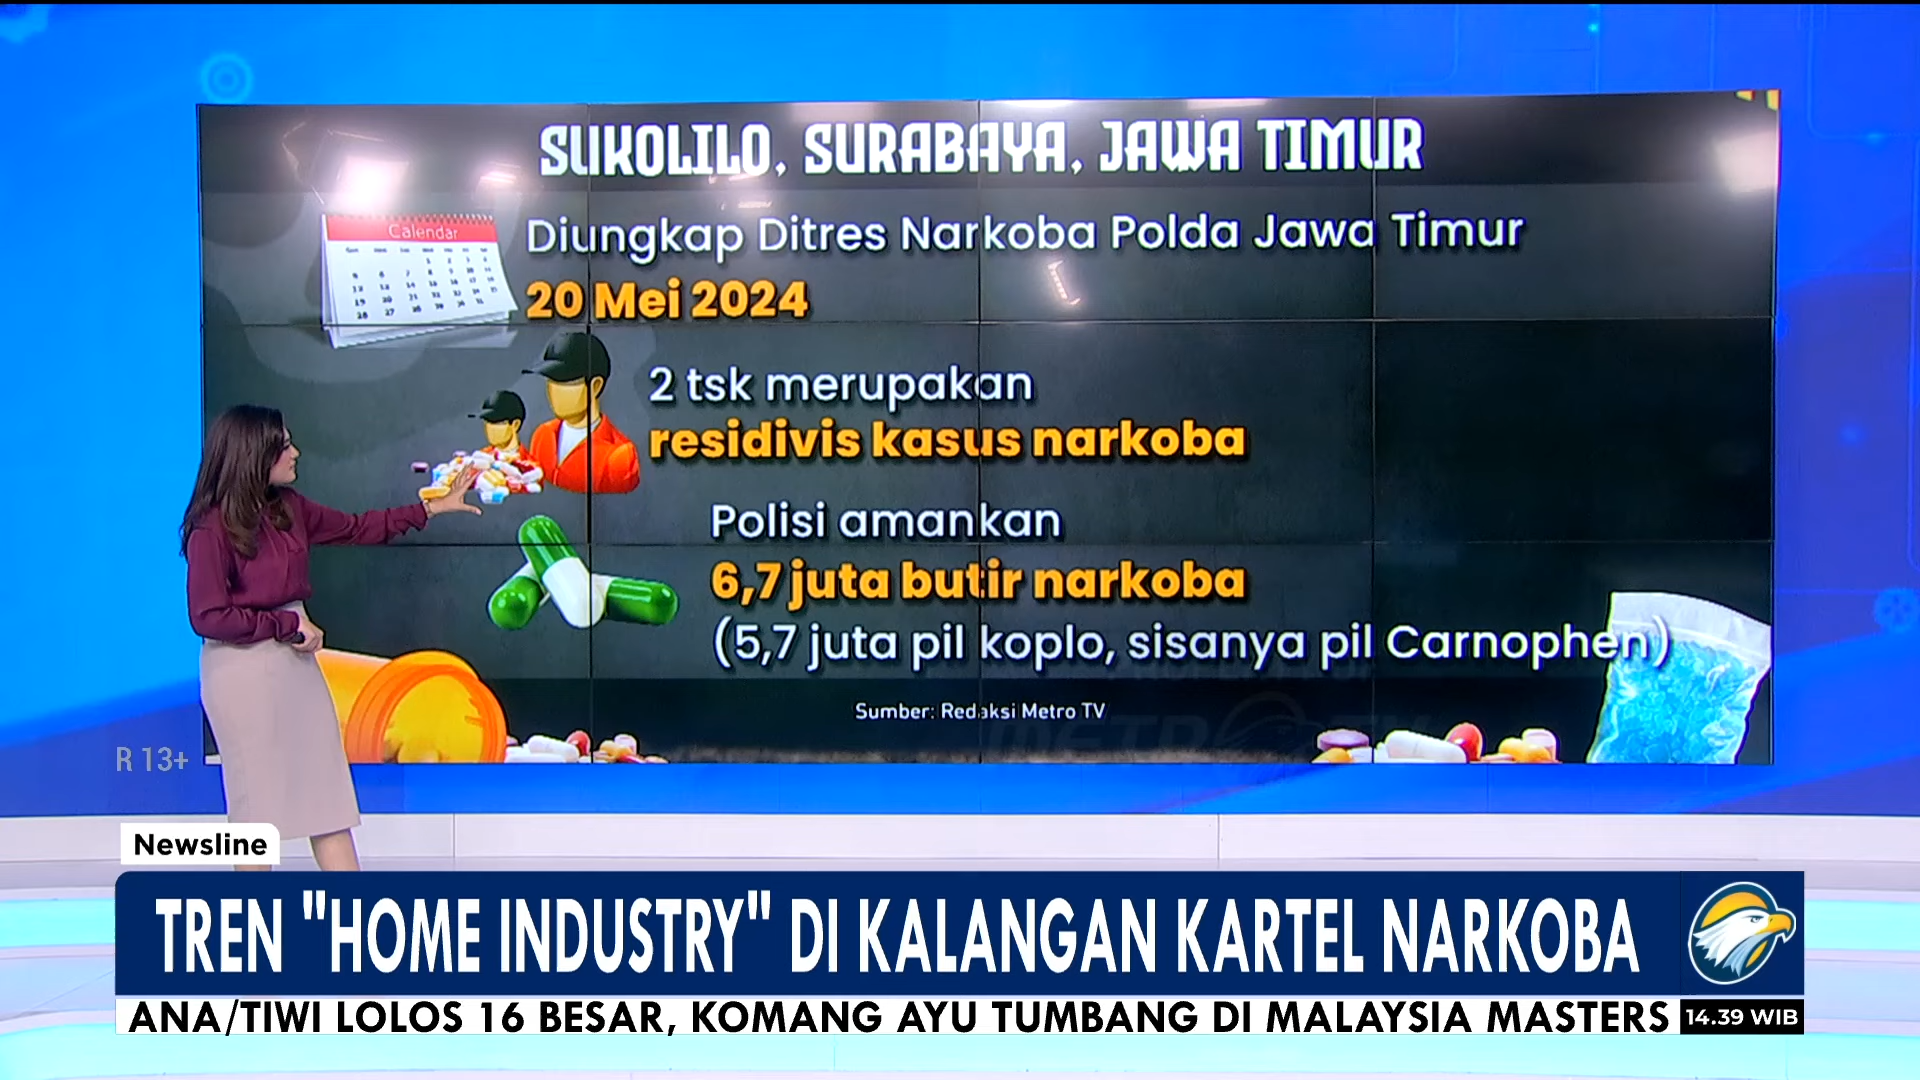 SUKOLILO, SURABAYA, JAWA TIMUR
Calendar
Diungkap Ditres Narkoba Polda Jawa Timur
20 Mei 2024
2 tsk merupakan
residivis kasus narkoba
Polisi amankan
6,7 juta butir narkoba
(5,7 juta pil koplo, sisanya pil Carnophen)
Sumber: Redaksi Metro TV
R 13+
Newsline
TREN "HOME INDUSTRY" DI KALANGAN KARTEL NARKOBA
ANA/TIWI LOLOS 16 BESAR, KOMANG AYU TUMBANG DI MALAYSIA MASTERS
14.39 WIB